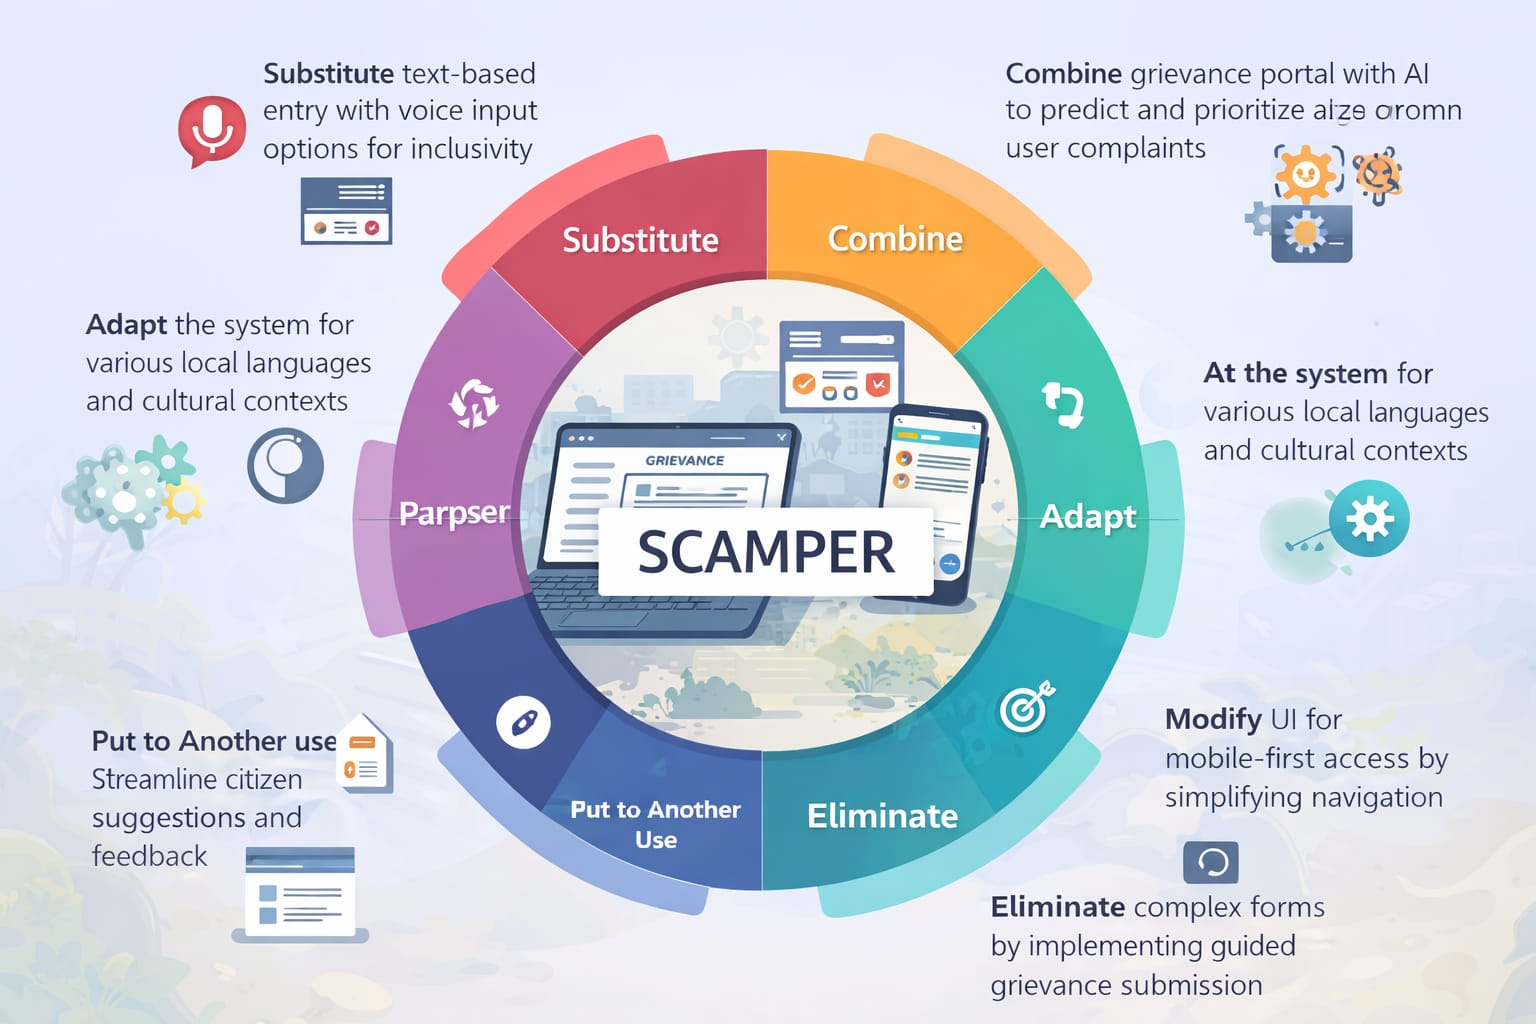 Substitute text-based
entry with voice input
options for inclusivity
Combine grievance portal with AI
to predict and prioritize
user complaints
Substitute
Combine
Adapt the system for
various local languages
and cultural contexts
At the system for
various local languages
and cultural contexts
GRIEVANCE
Parpser
SCAMPER
Adapt
Put to Another use
Streamline citizen
suggestions and
feedback
Modify UI for
mobile-first access by
simplifying navigation
Put to Another
Use
Eliminate
Eliminate complex forms
by implementing guided
grievance submission